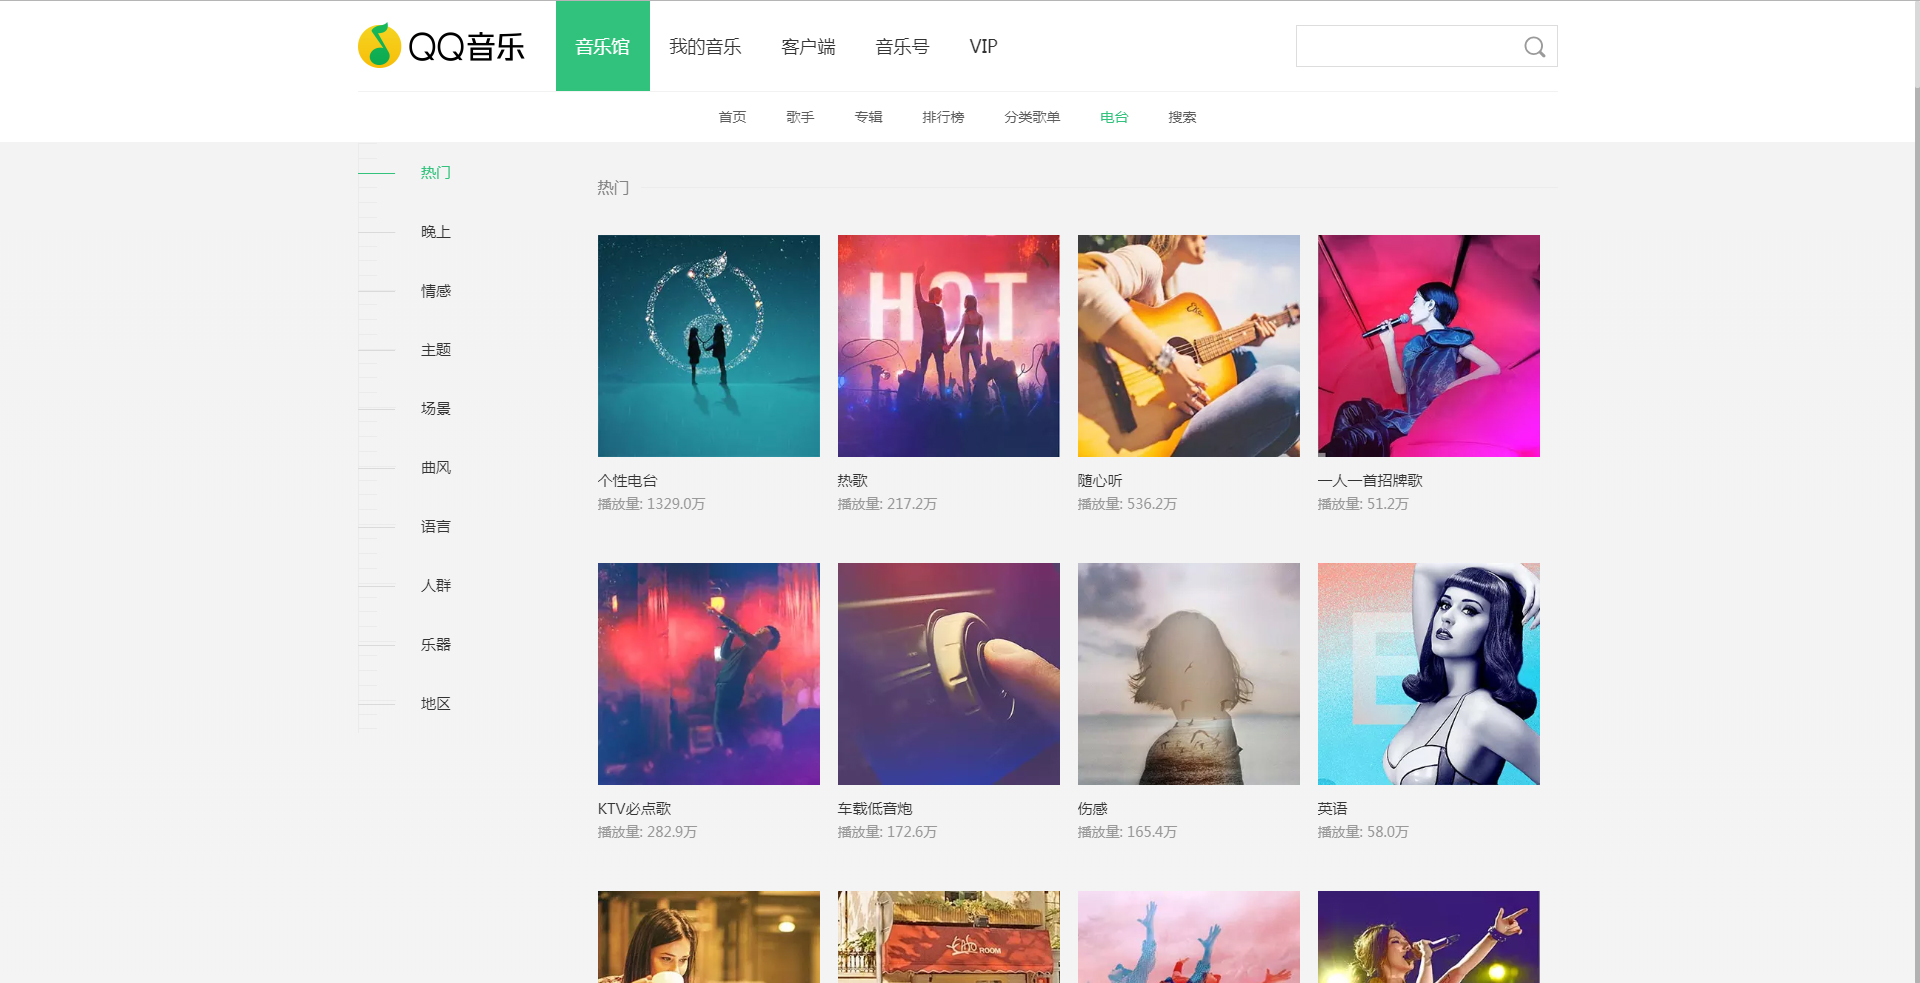 QQ音乐
音乐馆 我的音乐 客户端 音乐号 VIP
首页 歌手 专辑 排行榜 分类歌单 电台 搜索
热门
晚上
情感
主题
场景
曲风
语言
人群
乐器
地区
热门
HOT
个性电台 热歌 随心听 一人一首招牌歌
播放量: 1329.0万 播放量: 217.2万 播放量: 536.2万 播放量: 51.2万
E
KTV必点歌 车载低音炮 伤感 英语
播放量: 282.9万 播放量: 172.6万 播放量: 165.4万 播放量: 58.0万
ROOM